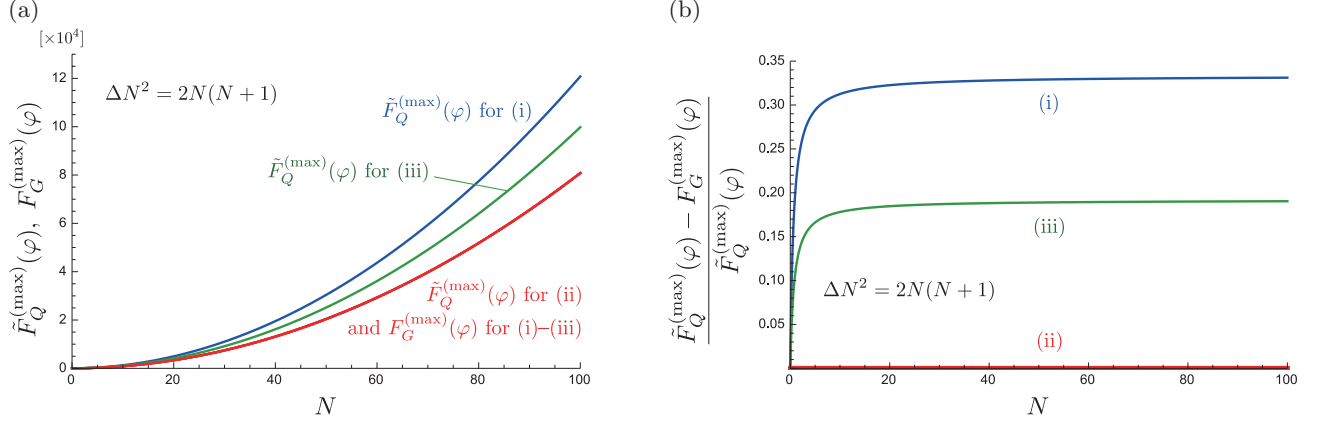 (a)
[×10⁴]
12
10
8
6
4
2
0
0 20 40 60 80 100
N
F̃_Q^(max)(φ), F_G^(max)(φ)
ΔN² = 2N(N + 1)
F̃_Q^(max)(φ) for (i)
F̃_Q^(max)(φ) for (iii)
F̃_Q^(max)(φ) for (ii)
and F_G^(max)(φ) for (i)–(iii)
(b)
0.35
0.30
0.25
0.20
0.15
0.10
0.05
0 20 40 60 80 100
N
F̃_Q^(max)(φ) − F_G^(max)(φ)
F̃_Q^(max)(φ)
(i)
(iii)
ΔN² = 2N(N + 1)
(ii)